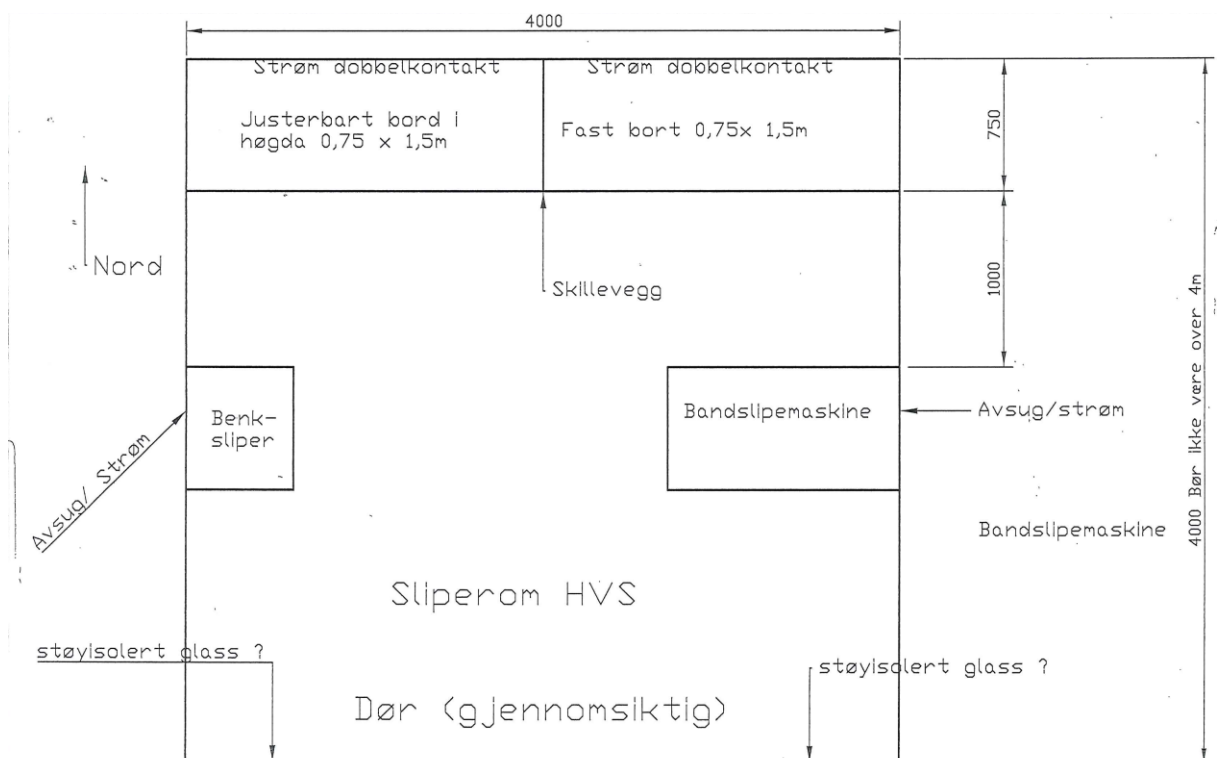 4000
Strøm dobbelkontakt
Strøm dobbelkontakt
Justerbart bord i
høgda 0,75 x 1,5m
Fast bort 0,75x 1,5m
750
Nord
Skillevegg
1000
4000 Bør ikke være over 4m
Benk-
sliper
Bandslipemaskine
Avsug/strøm
Avsug/ Strøm
Bandslipemaskine
Sliperom HVS
støyisolert glass ?
støyisolert glass ?
Dør (gjennomsiktig)